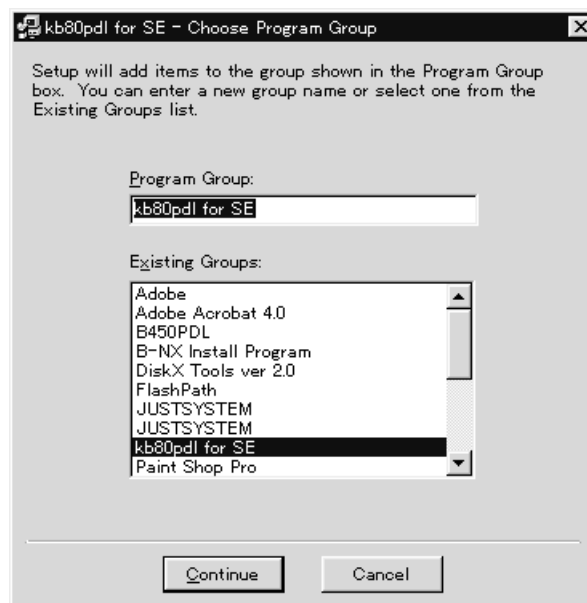 kb80pdl for SE - Choose Program Group
Setup will add items to the group shown in the Program Group
box. You can enter a new group name or select one from the
Existing Groups list.
Program Group:
kb80pdl for SE
Existing Groups:
Adobe
Adobe Acrobat 4.0
B450PDL
B-NX Install Program
DiskX Tools ver 2.0
FlashPath
JUSTSYSTEM
JUSTSYSTEM
kb80pdl for SE
Paint Shop Pro
Continue
Cancel